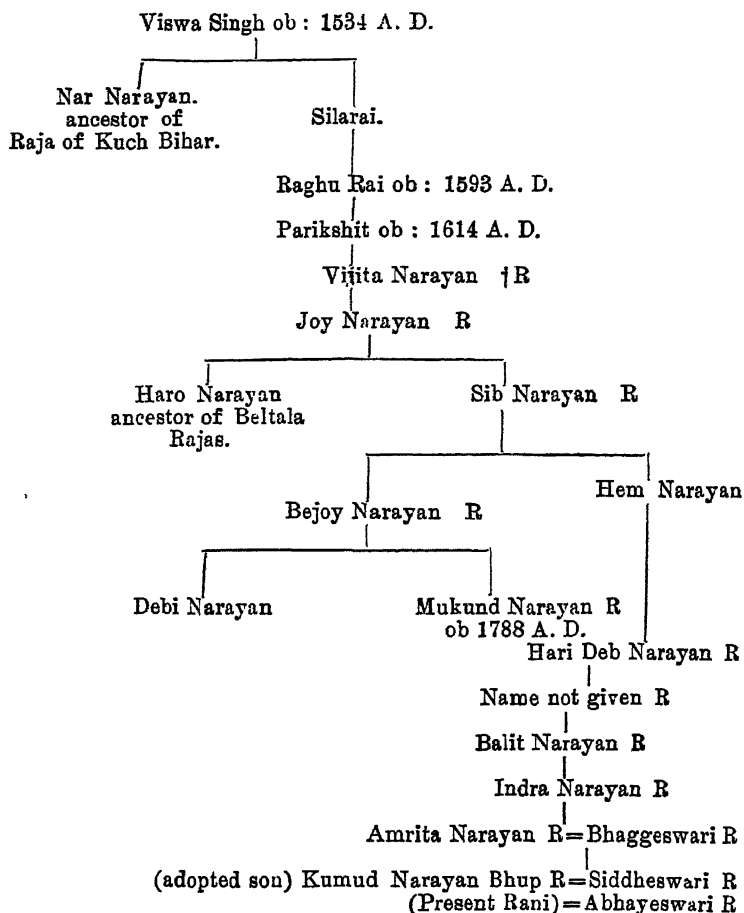 Viswa Singh ob : 1534 A. D.
Nar Narayan.
ancestor of
Raja of Kuch Bihar.
Silarai.
Raghu Rai ob : 1593 A. D.
Parikshit ob : 1614 A. D.
Vijita Narayan †R
Joy Narayan R
Haro Narayan
ancestor of Beltala
Rajas.
Sib Narayan R
Bejoy Narayan R
Hem Narayan
Debi Narayan
Mukund Narayan R
ob 1788 A. D.
Hari Deb Narayan R
Name not given R
Balit Narayan R
Indra Narayan R
Amrita Narayan R=Bhaggeswari R
(adopted son) Kumud Narayan Bhup R=Siddheswari R
(Present Rani)=Abhayeswari R